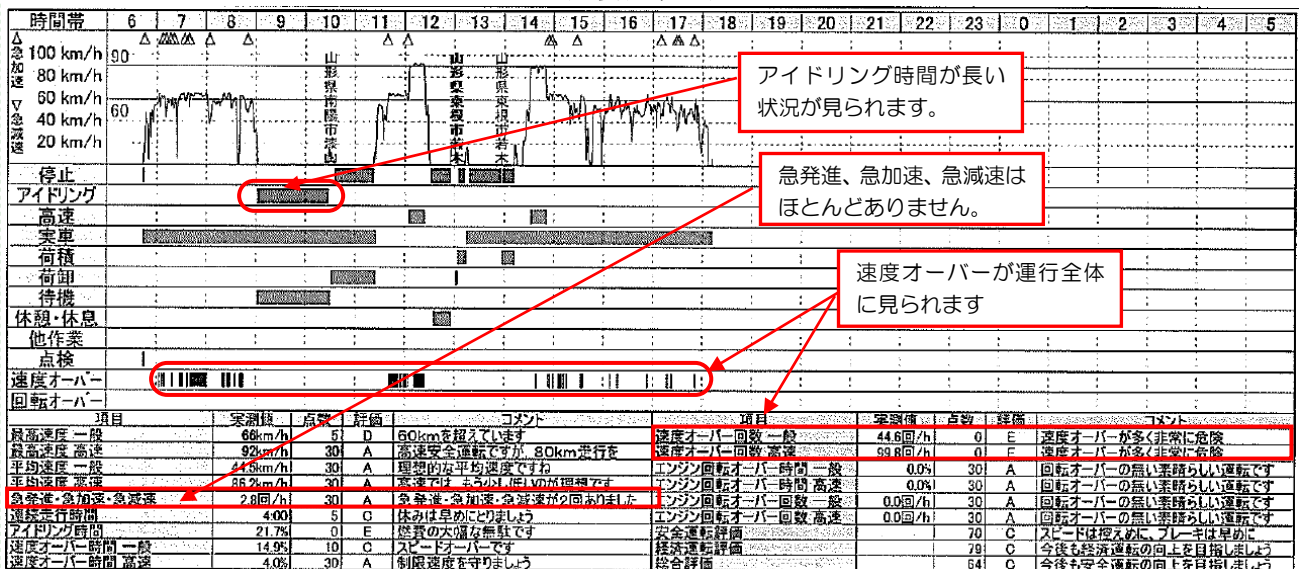 時間帯 6 7 8 9 10 11 12 13 14 15 16 17 18 19 20 21 22 23 0 1 2 3 4 5
△急加速 ▽急減速
100 km/h 90
80 km/h
60 km/h 60
40 km/h
20 km/h
山形県南陽市漆山
山形県東根市若木
山形県東根市若木
アイドリング時間が長い
状況が見られます。
急発進、急加速、急減速は
ほとんどありません。
速度オーバーが運行全体
に見られます
停止
アイドリング
高速
実車
荷積
荷卸
待機
休憩・休息
他作業
点検
速度オーバー
回転オーバー
項目 実測値 点数 評価 コメント 項目 実測値 点数 評価 コメント
最高速度 一般 66km/h 5 D 60kmを超えています 速度オーバー回数 一般 44.6回/h 0 E 速度オーバーが多く非常に危険
最高速度 高速 92km/h 30 A 高速安全運転ですが、80km走行を 速度オーバー回数 高速 99.8回/h 0 E 速度オーバーが多く非常に危険
平均速度 一般 44.5km/h 30 A 理想的な平均速度ですね エンジン回転オーバー時間 一般 0.0% 30 A 回転オーバーの無い素晴らしい運転です
平均速度 高速 86.2km/h 30 A 高速では、もう少し低いのが理想です エンジン回転オーバー時間 高速 0.0% 30 A 回転オーバーの無い素晴らしい運転です
急発進・急加速・急減速 2.8回/h 30 A 急発進・急加速・急減速が2回ありました エンジン回転オーバー回数 一般 0.0回/h 30 A 回転オーバーの無い素晴らしい運転です
連続走行時間 4:00 5 C 休みは早めにとりましょう エンジン回転オーバー回数 高速 0.0回/h 30 A 回転オーバーの無い素晴らしい運転です
アイドリング時間 21.7% 0 E 燃費の大幅な無駄です 安全運転評価 70 C スピードは控えめに、ブレーキは早めに
速度オーバー時間 一般 14.9% 10 C スピードオーバーです 経済運転評価 79 C 今後も経済運転の向上を目指しましょう
速度オーバー時間 高速 4.0% 30 A 制限速度を守りましょう 総合評価 64 C 今後も安全運転の向上を目指しましょう